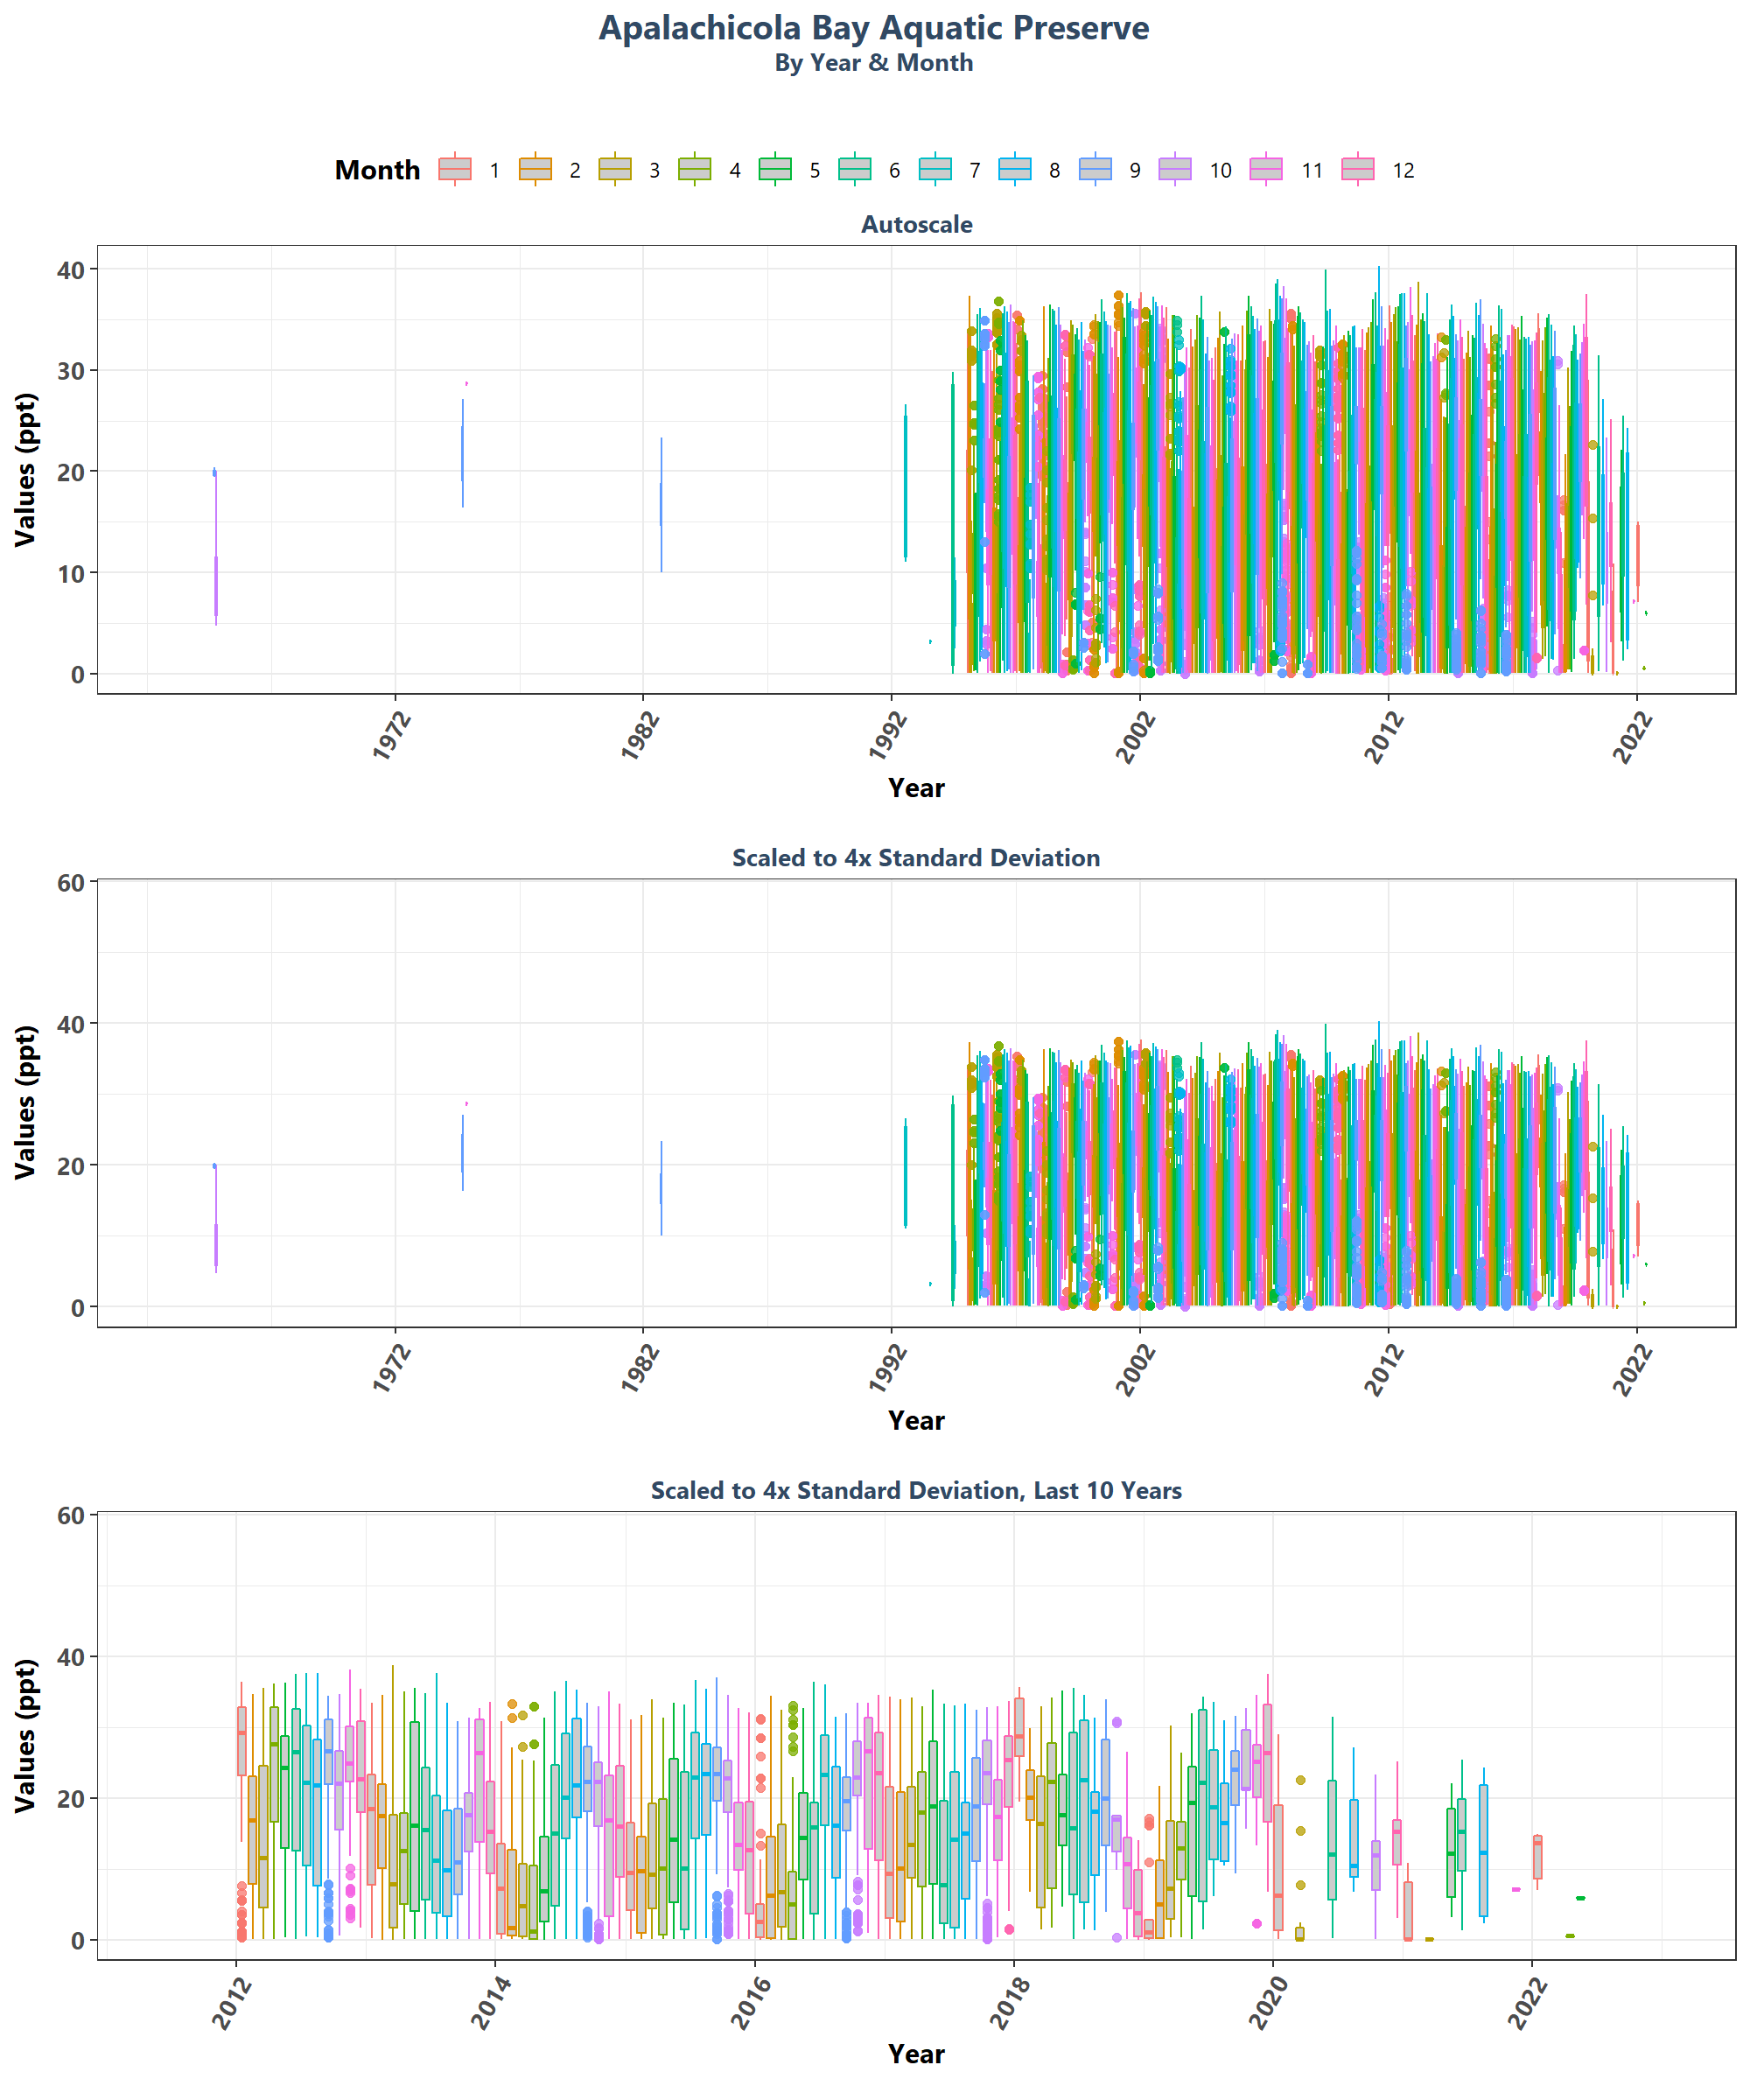 Apalachicola Bay Aquatic Preserve
By Year & Month
Month 1 2 3 4 5 6 7 8 9 10 11 12
Autoscale
Values (ppt)
40
30
20
10
0
1972 1982 1992 2002 2012 2022
Year
Scaled to 4x Standard Deviation
Values (ppt)
60
40
20
0
1972 1982 1992 2002 2012 2022
Year
Scaled to 4x Standard Deviation, Last 10 Years
Values (ppt)
60
40
20
0
2012 2014 2016 2018 2020 2022
Year